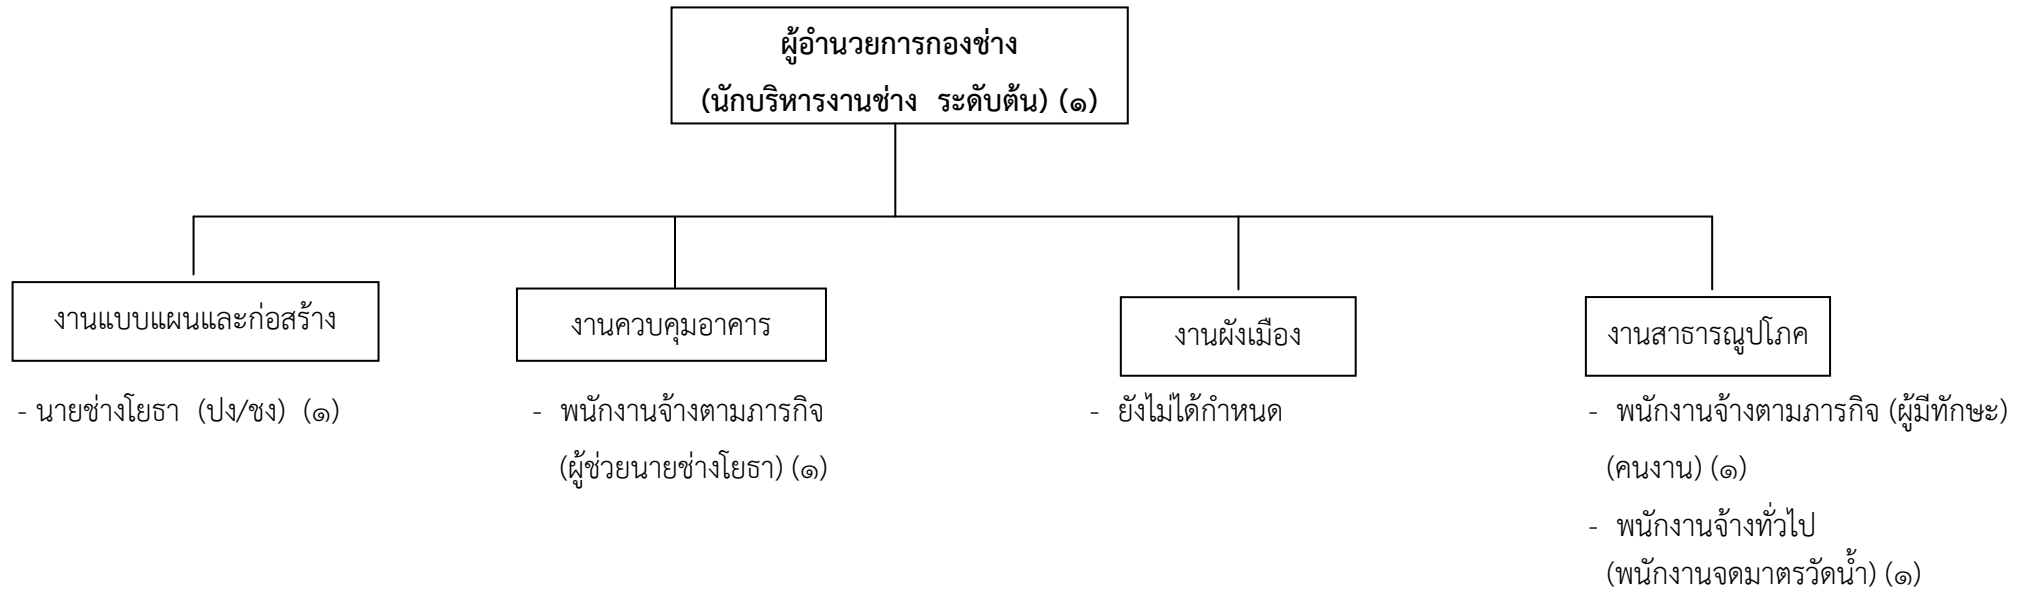 ผู้อำนวยการกองช่าง
(นักบริหารงานช่าง ระดับต้น) (๑)
งานแบบแผนและก่อสร้าง
- นายช่างโยธา (ปง/ชง) (๑)
งานควบคุมอาคาร
- พนักงานจ้างตามภารกิจ
(ผู้ช่วยนายช่างโยธา) (๑)
งานผังเมือง
- ยังไม่ได้กำหนด
งานสาธารณูปโภค
- พนักงานจ้างตามภารกิจ (ผู้มีทักษะ)
(คนงาน) (๑)
- พนักงานจ้างทั่วไป
(พนักงานจดมาตรวัดน้ำ) (๑)